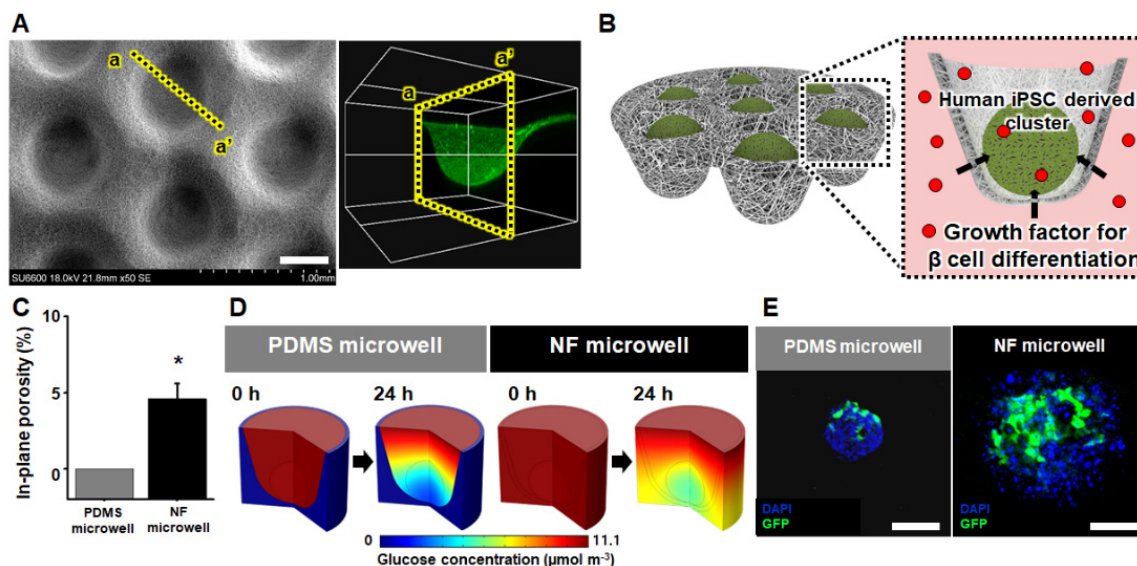 A
a
a'
SU6600 18.0kV 21.8mm x50 SE
1.00mm
a
a'
B
Human iPSC derived
cluster
Growth factor for
β cell differentiation
C
In-plane porosity (%)
10
5
0
*
PDMS
microwell
NF
microwell
D
PDMS microwell
NF microwell
0 h
24 h
0 h
24 h
0
11.1
Glucose concentration (µmol m⁻³)
E
PDMS microwell
NF microwell
DAPI
GFP
DAPI
GFP